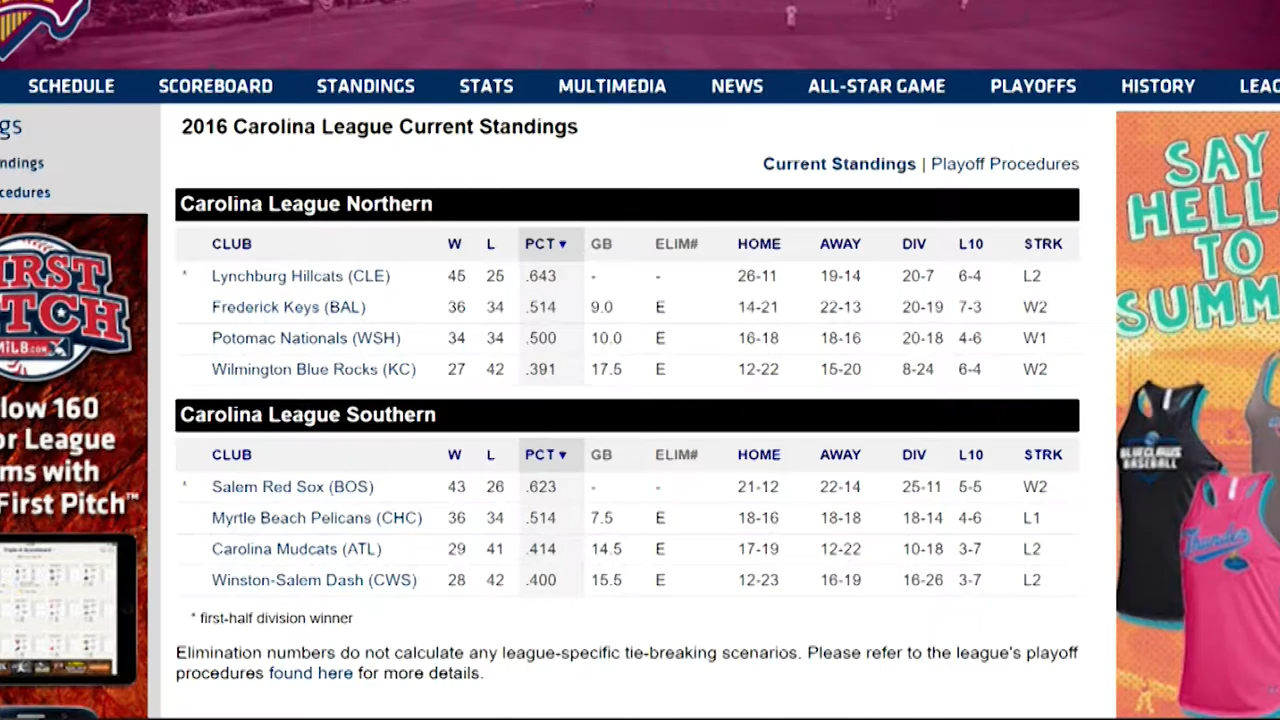 SCHEDULE SCOREBOARD STANDINGS STATS MULTIMEDIA NEWS ALL-STAR GAME PLAYOFFS HISTORY LEAG
gs
ndings
cedures
2016 Carolina League Current Standings
Current Standings | Playoff Procedures
Carolina League Northern
CLUB W L PCT▼ GB ELIM# HOME AWAY DIV L10 STRK
* Lynchburg Hillcats (CLE) 45 25 .643 - - 26-11 19-14 20-7 6-4 L2
Frederick Keys (BAL) 36 34 .514 9.0 E 14-21 22-13 20-19 7-3 W2
Potomac Nationals (WSH) 34 34 .500 10.0 E 16-18 18-16 20-18 4-6 W1
Wilmington Blue Rocks (KC) 27 42 .391 17.5 E 12-22 15-20 8-24 6-4 W2
Carolina League Southern
CLUB W L PCT▼ GB ELIM# HOME AWAY DIV L10 STRK
* Salem Red Sox (BOS) 43 26 .623 - - 21-12 22-14 25-11 5-5 W2
Myrtle Beach Pelicans (CHC) 36 34 .514 7.5 E 18-16 18-18 18-14 4-6 L1
Carolina Mudcats (ATL) 29 41 .414 14.5 E 17-19 12-22 10-18 3-7 L2
Winston-Salem Dash (CWS) 28 42 .400 15.5 E 12-23 16-19 16-26 3-7 L2
* first-half division winner
Elimination numbers do not calculate any league-specific tie-breaking scenarios. Please refer to the league's playoff
procedures found here for more details.
IRST
TCH
MiLB.COM
low 160
or League
ms with
First Pitch™
SAY
HELL
TO
SUMM
BLUECLAWS
BASEBALL
Thunder